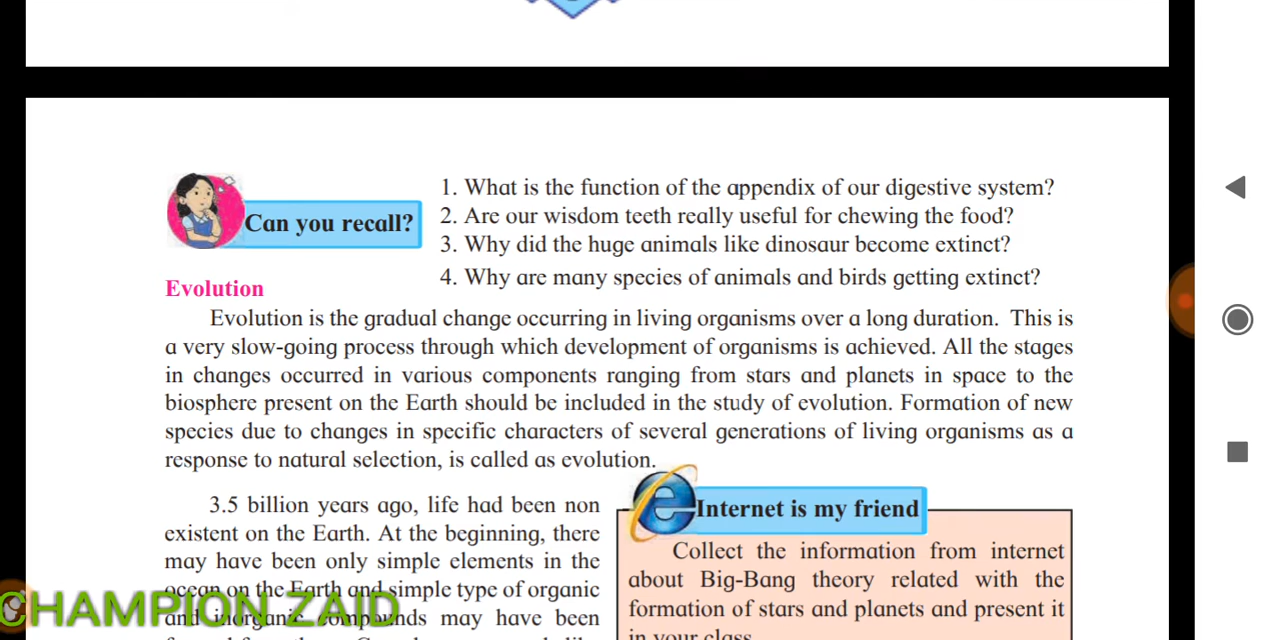 Can you recall?
1. What is the function of the appendix of our digestive system?
2. Are our wisdom teeth really useful for chewing the food?
3. Why did the huge animals like dinosaur become extinct?
4. Why are many species of animals and birds getting extinct?
Evolution
Evolution is the gradual change occurring in living organisms over a long duration. This is
a very slow-going process through which development of organisms is achieved. All the stages
in changes occurred in various components ranging from stars and planets in space to the
biosphere present on the Earth should be included in the study of evolution. Formation of new
species due to changes in specific characters of several generations of living organisms as a
response to natural selection, is called as evolution.
3.5 billion years ago, life had been non
existent on the Earth. At the beginning, there
may have been only simple elements in the
ocean on the Earth and simple type of organic
and inorganic compounds may have been
Internet is my friend
Collect the information from internet
about Big-Bang theory related with the
formation of stars and planets and present it
in your class
CHAMPION ZAID